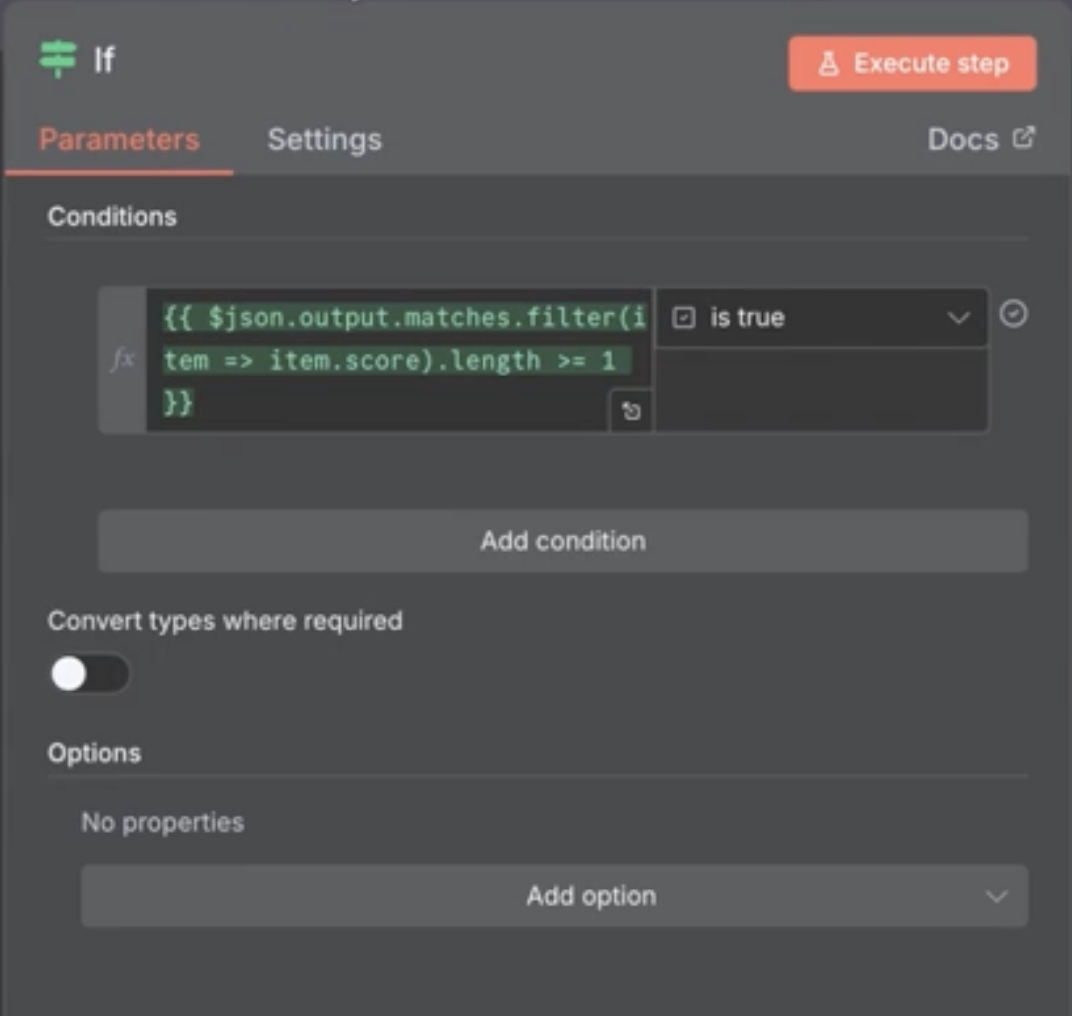 If
Execute step
Parameters
Settings
Docs
Conditions
fx
{{ $json.output.matches.filter(i
tem => item.score).length >= 1
}}
is true
Add condition
Convert types where required
Options
No properties
Add option